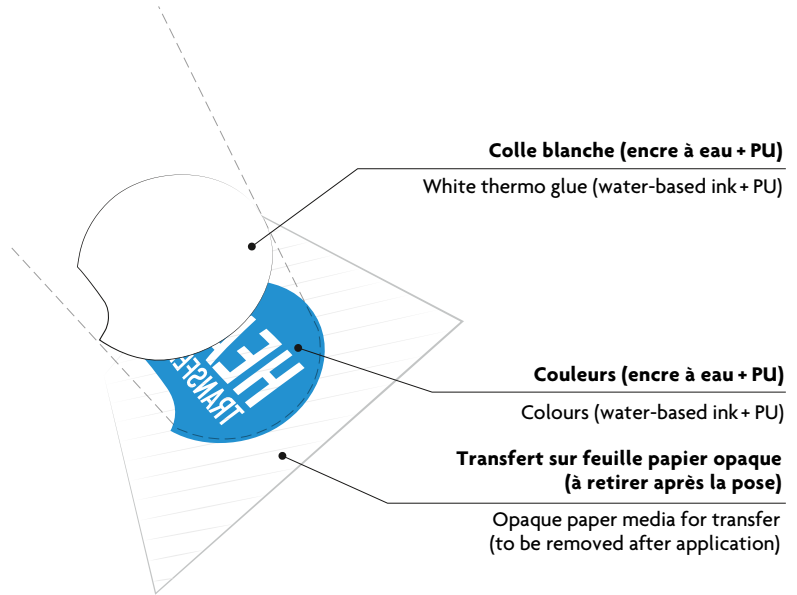 Colle blanche (encre à eau + PU)
White thermo glue (water-based ink + PU)
Couleurs (encre à eau + PU)
Colours (water-based ink + PU)
Transfert sur feuille papier opaque
(à retirer après la pose)
Opaque paper media for transfer
(to be removed after application)